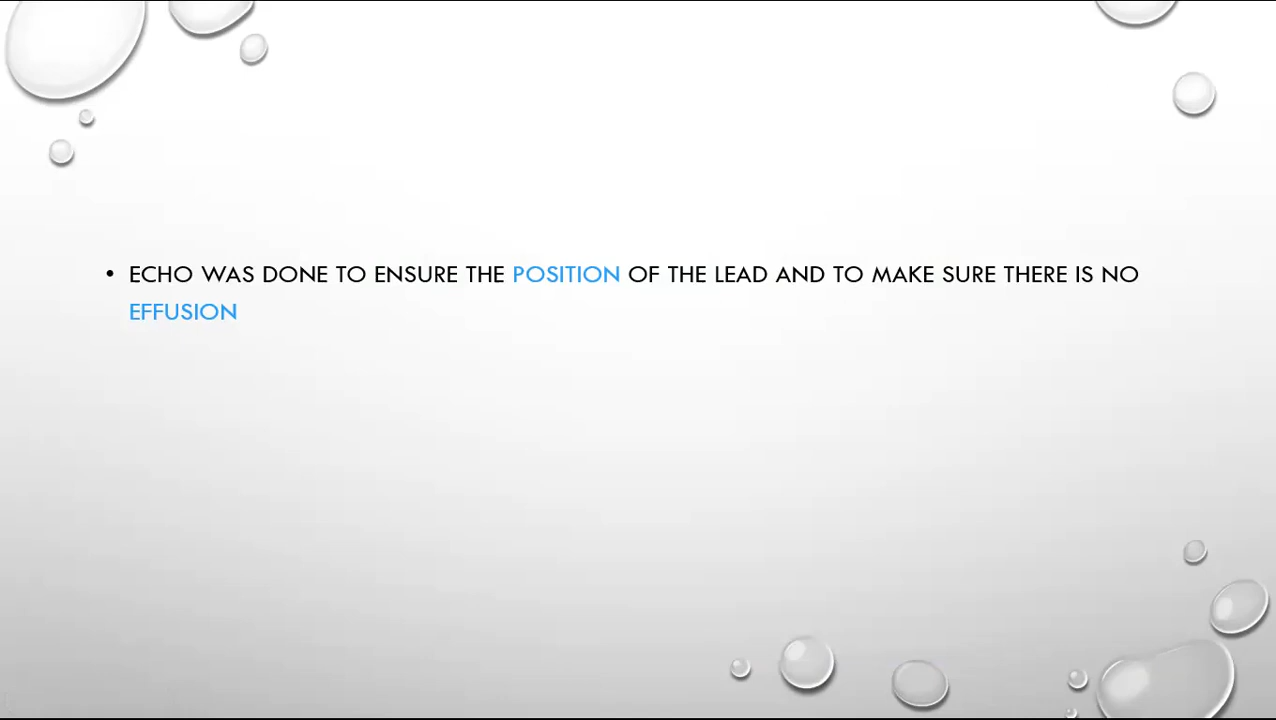 • ECHO WAS DONE TO ENSURE THE POSITION OF THE LEAD AND TO MAKE SURE THERE IS NO
EFFUSION